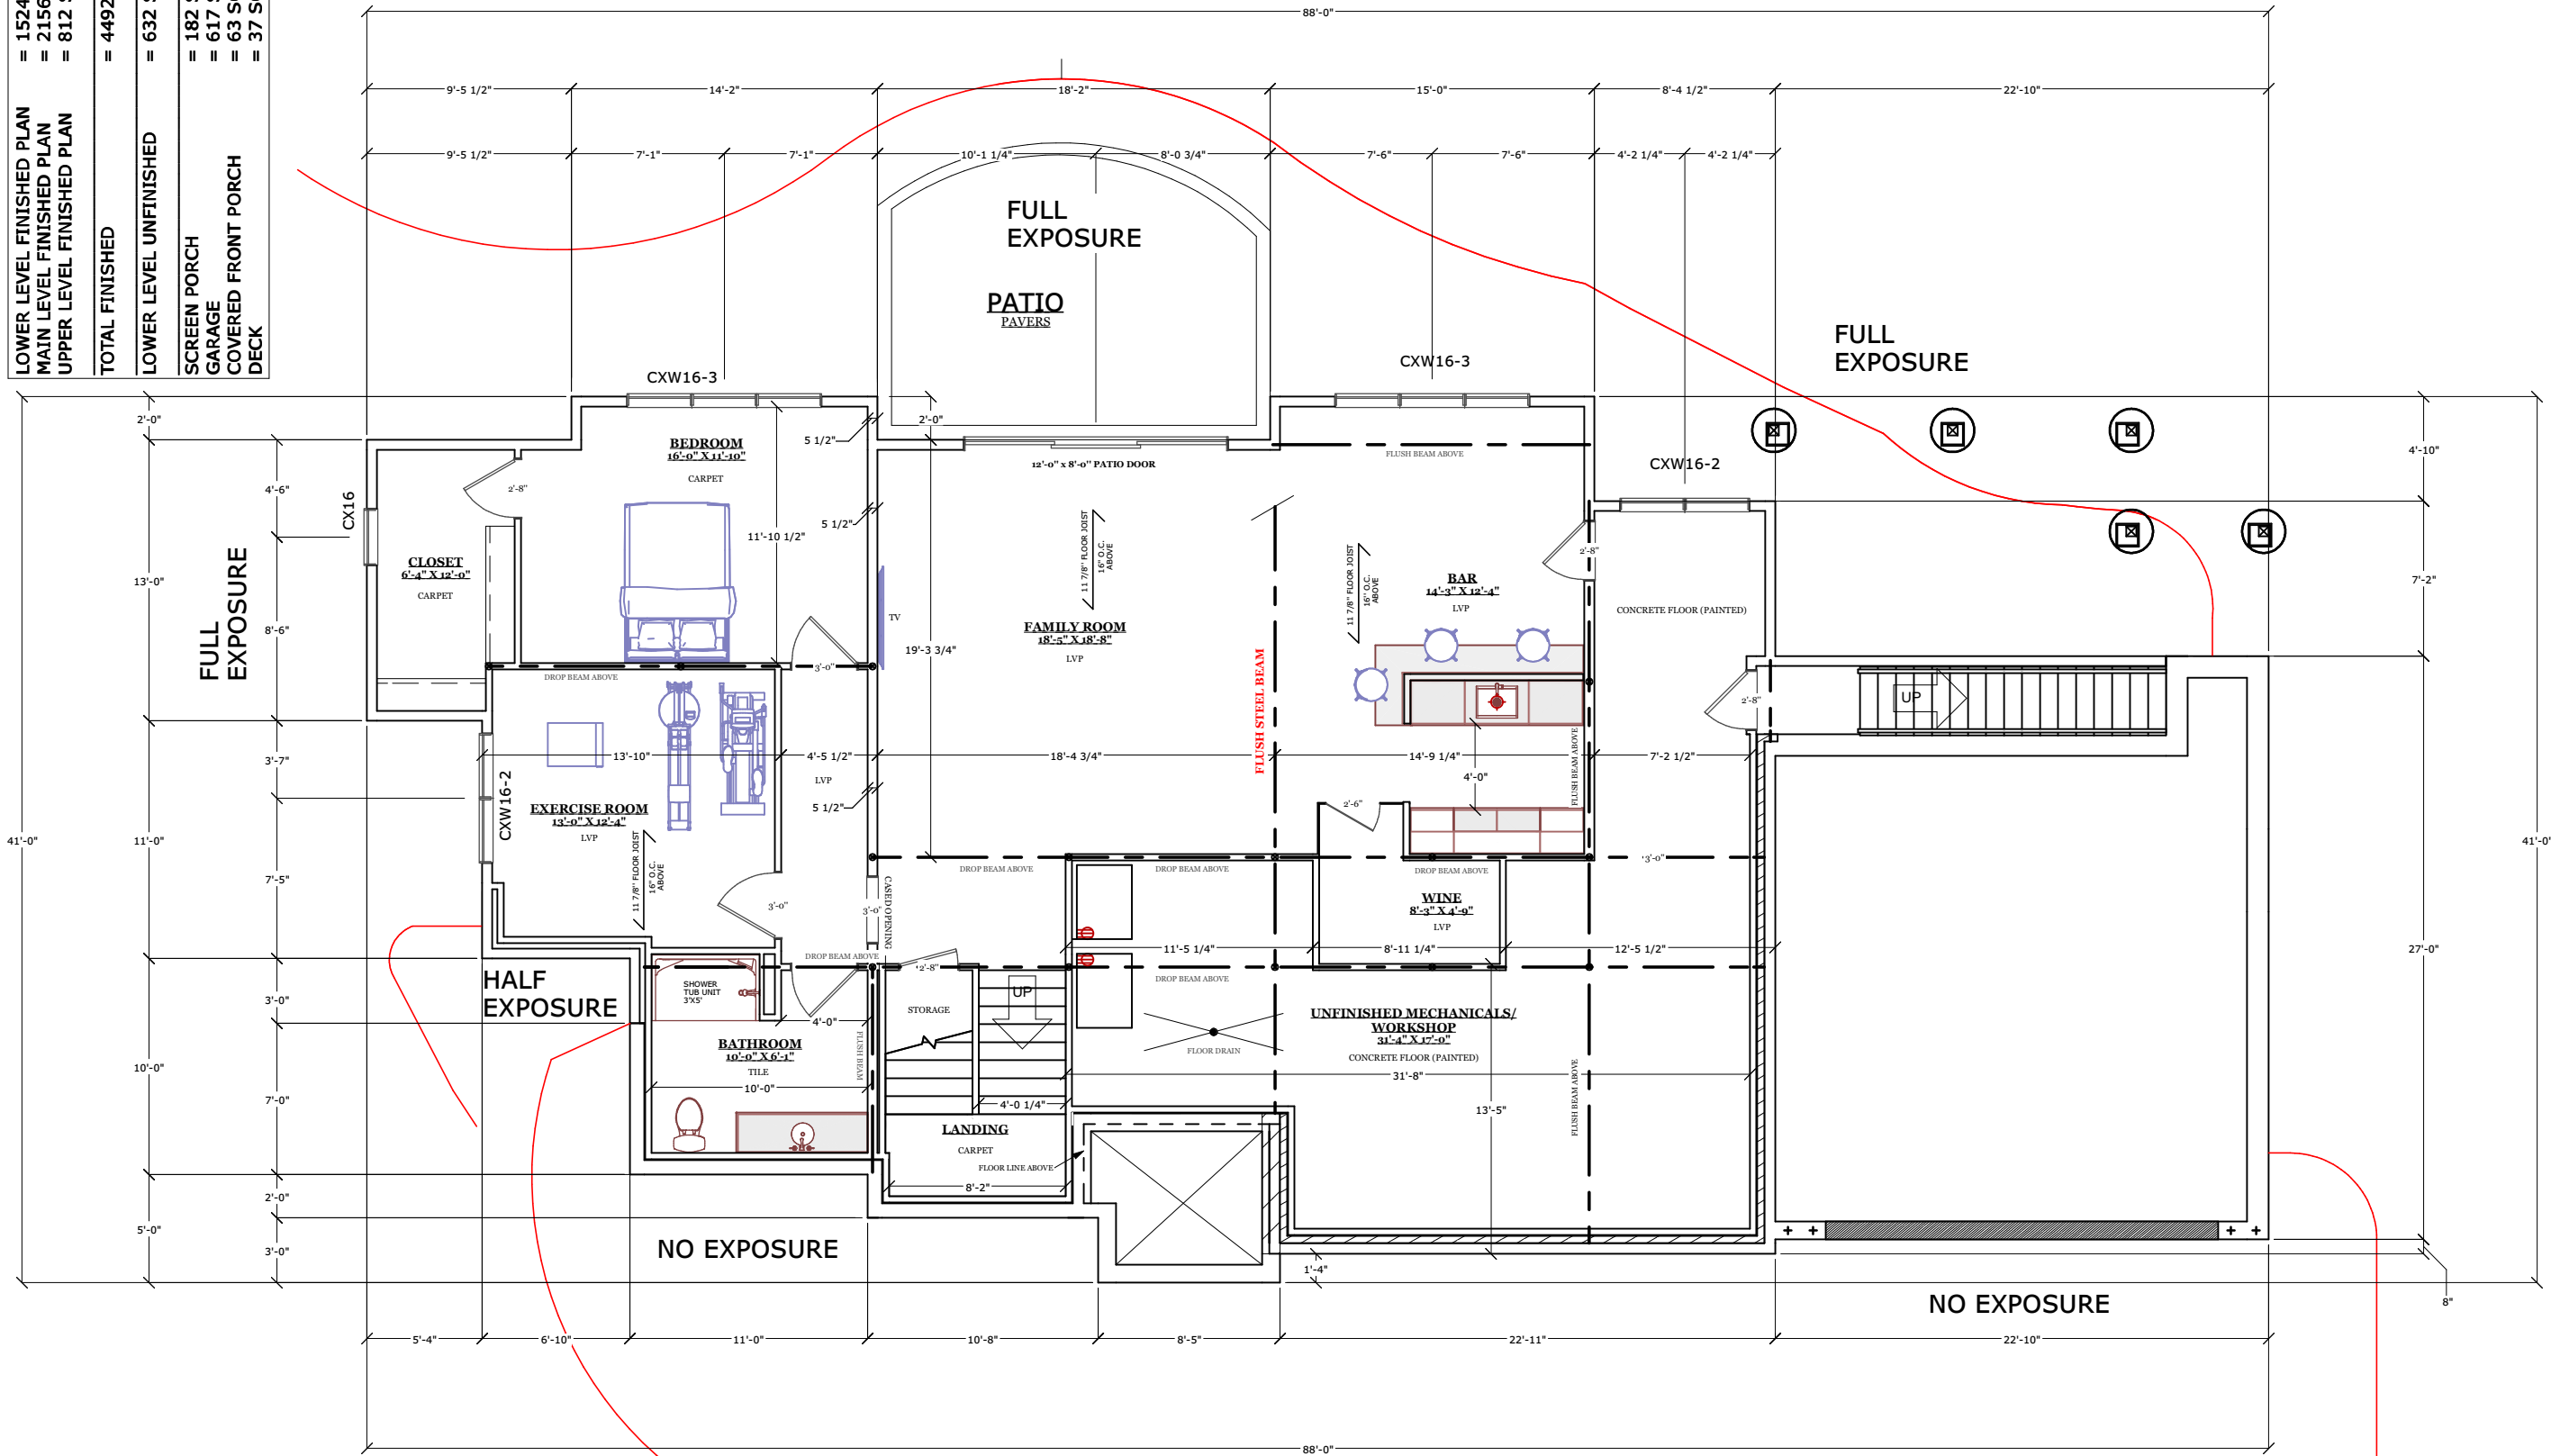 LOWER LEVEL FINISHED PLAN = 1524
MAIN LEVEL FINISHED PLAN = 2156
UPPER LEVEL FINISHED PLAN = 812
TOTAL FINISHED = 4492
LOWER LEVEL UNFINISHED = 632
SCREEN PORCH = 182
GARAGE = 617
COVERED FRONT PORCH = 63
DECK = 37
88'-0"
9'-5 1/2"
14'-2"
18'-2"
15'-0"
8'-4 1/2"
22'-10"
9'-5 1/2"
7'-1"
7'-1"
10'-1 1/4"
8'-0 3/4"
7'-6"
7'-6"
4'-2 1/4"
4'-2 1/4"
FULL
EXPOSURE
PATIO
PAVERS
FULL
EXPOSURE
CXW16-3
CXW16-3
CXW16-2
2'-0"
2'-0"
5 1/2"
BEDROOM
16'-0" X 11'-10"
CARPET
12'-0" x 8'-0" PATIO DOOR
FLUSH BEAM ABOVE
4'-10"
4'-6"
CX16
2'-8"
5 1/2"
11'-10 1/2"
11 7/8" FLOOR JOIST
16" O.C.
ABOVE
11 7/8" FLOOR JOIST
16" O.C.
ABOVE
2'-8"
FULL
EXPOSURE
13'-0"
CLOSET
6'-4" X 12'-0"
CARPET
BAR
14'-3" X 12'-4"
LVP
7'-2"
CONCRETE FLOOR (PAINTED)
TV
8'-6"
FAMILY ROOM
18'-5" X 18'-8"
LVP
19'-3 3/4"
3'-0"
DROP BEAM ABOVE
FLUSH STEEL BEAM
2'-8"
UP
3'-7"
13'-10"
4'-5 1/2"
18'-4 3/4"
14'-9 1/4"
7'-2 1/2"
LVP
4'-0"
FLUSH BEAM ABOVE
CXW16-2
EXERCISE ROOM
13'-0" X 12'-4"
LVP
5 1/2"
2'-6"
41'-0"
11'-0"
41'-0"
7'-5"
11 7/8" FLOOR JOIST
16" O.C.
ABOVE
DROP BEAM ABOVE
DROP BEAM ABOVE
DROP BEAM ABOVE
3'-0"
3'-0"
3'-0"
CASED OPENING
WINE
8'-3" X 4'-9"
LVP
DROP BEAM ABOVE
11'-5 1/4"
8'-11 1/4"
12'-5 1/2"
27'-0"
2'-8"
DROP BEAM ABOVE
HALF
EXPOSURE
SHOWER
TUB UNIT
3'X5'
UP
3'-0"
STORAGE
4'-0"
UNFINISHED MECHANICALS/
WORKSHOP
31'-4" X 17'-0"
CONCRETE FLOOR (PAINTED)
FLOOR DRAIN
BATHROOM
10'-0" X 6'-1"
TILE
FLUSH BEAM
10'-0"
10'-0"
31'-8"
7'-0"
4'-0 1/4"
13'-5"
FLUSH BEAM ABOVE
LANDING
CARPET
FLOOR LINE ABOVE
8'-2"
2'-0"
5'-0"
3'-0"
NO EXPOSURE
1'-4"
8"
NO EXPOSURE
5'-4"
6'-10"
11'-0"
10'-8"
8'-5"
22'-11"
22'-10"
88'-0"